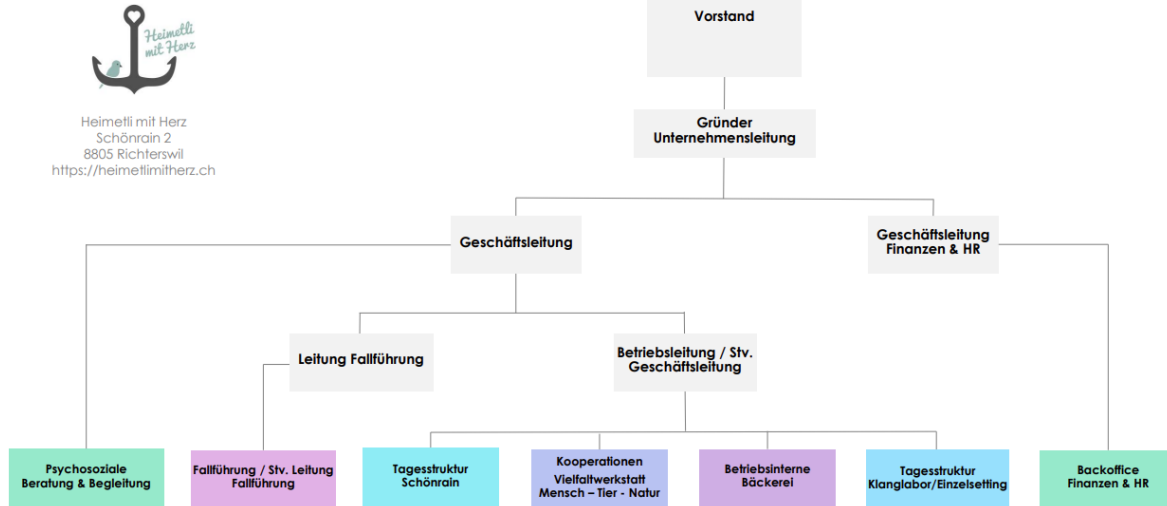 Heimetli
mit Herz
Heimetli mit Herz
Schönrain 2
8805 Richterswil
https://heimetlimitherz.ch
Vorstand
Gründer
Unternehmensleitung
Geschäftsleitung
Geschäftsleitung
Finanzen & HR
Leitung Fallführung
Betriebsleitung / Stv.
Geschäftsleitung
Psychosoziale
Beratung & Begleitung
Fallführung / Stv. Leitung
Fallführung
Tagesstruktur
Schönrain
Kooperationen
Vielfaltwerkstatt
Mensch – Tier - Natur
Betriebsinterne
Bäckerei
Tagesstruktur
Klanglabor/Einzelsetting
Backoffice
Finanzen & HR